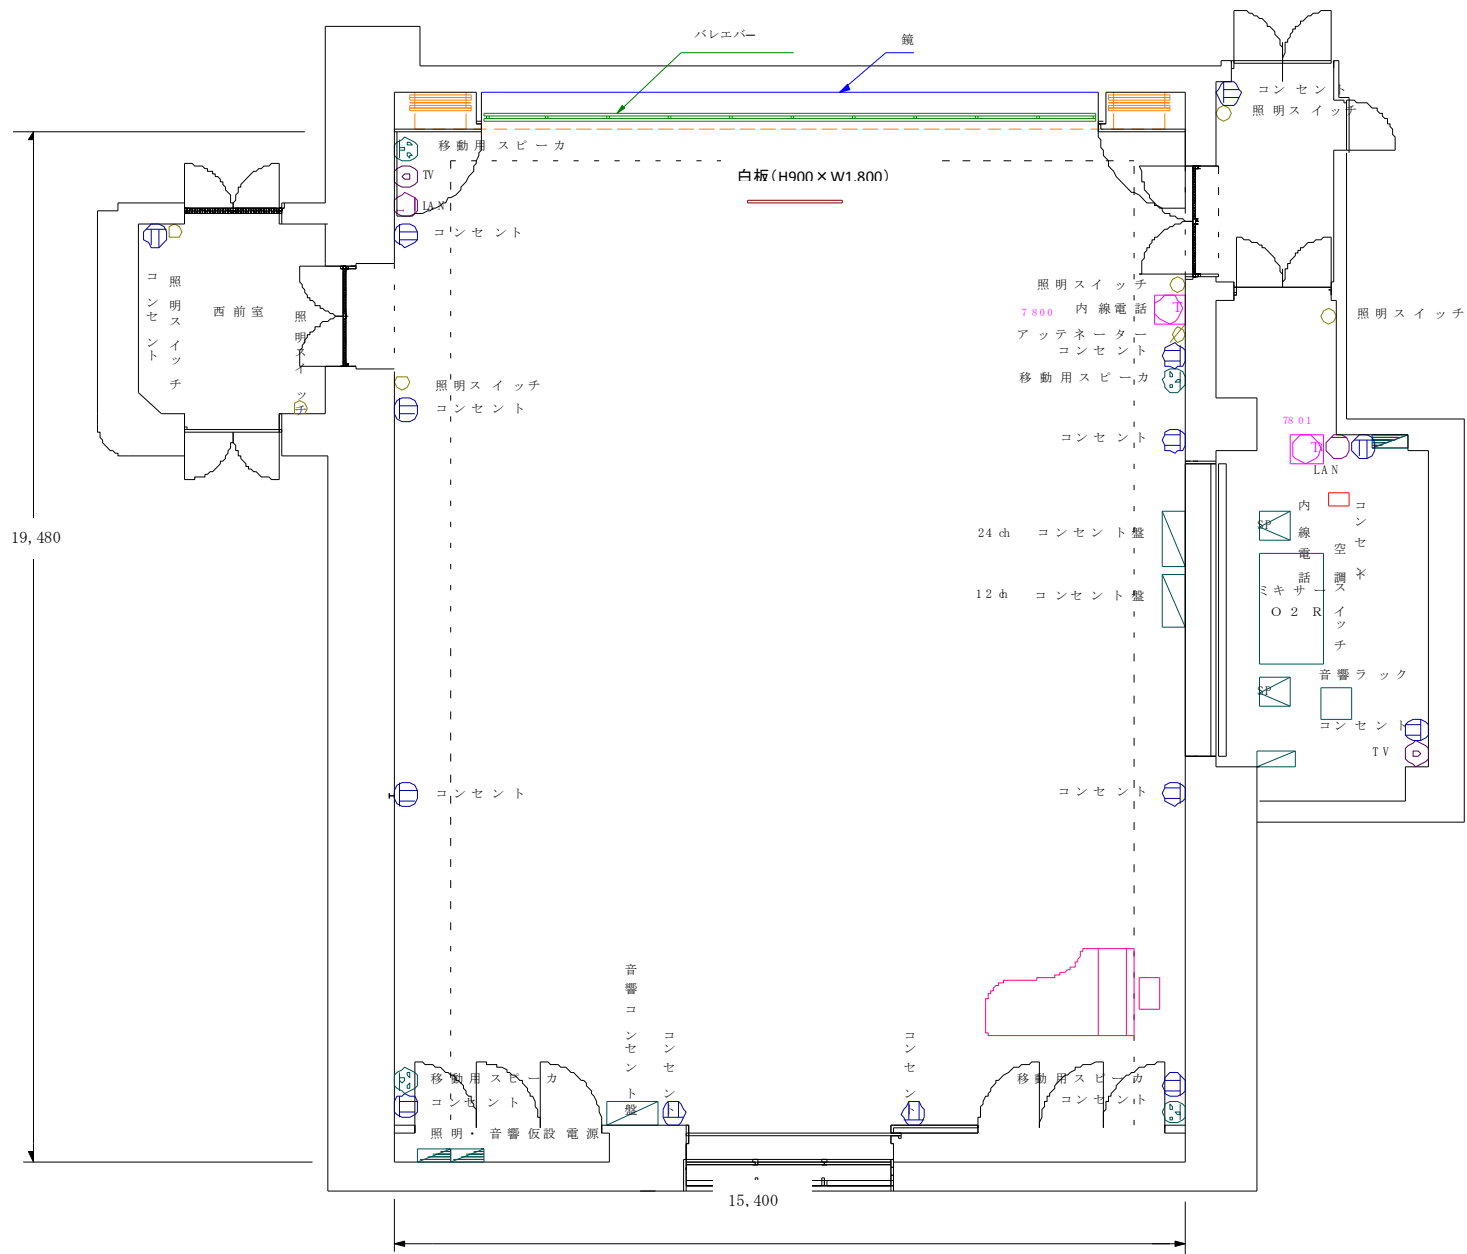 バレエバー
鏡
コンセント
照明スイッチ
移動用スピーカ
TV
LAN
コンセント
白板(H900×W1,800)
コンセント
照明スイッチ
西前室
照明スイッチ
照明スイッチ
内線電話
7800
アッテネーター
コンセント
移動用スピーカ
照明スイッチ
照明スイッチ
コンセント
コンセント
7801
LAN
内線電話
コンセント
空調スイッチ
SP
ミキサー
O2R
24ch コンセント盤
12ch コンセント盤
19,480
音響ラック
SP
コンセント
TV
コンセント
コンセント
音響コンセント盤
コンセント
コンセント
移動用スピーカ
コンセント
照明・音響仮設電源
移動用スピーカ
コンセント
15,400